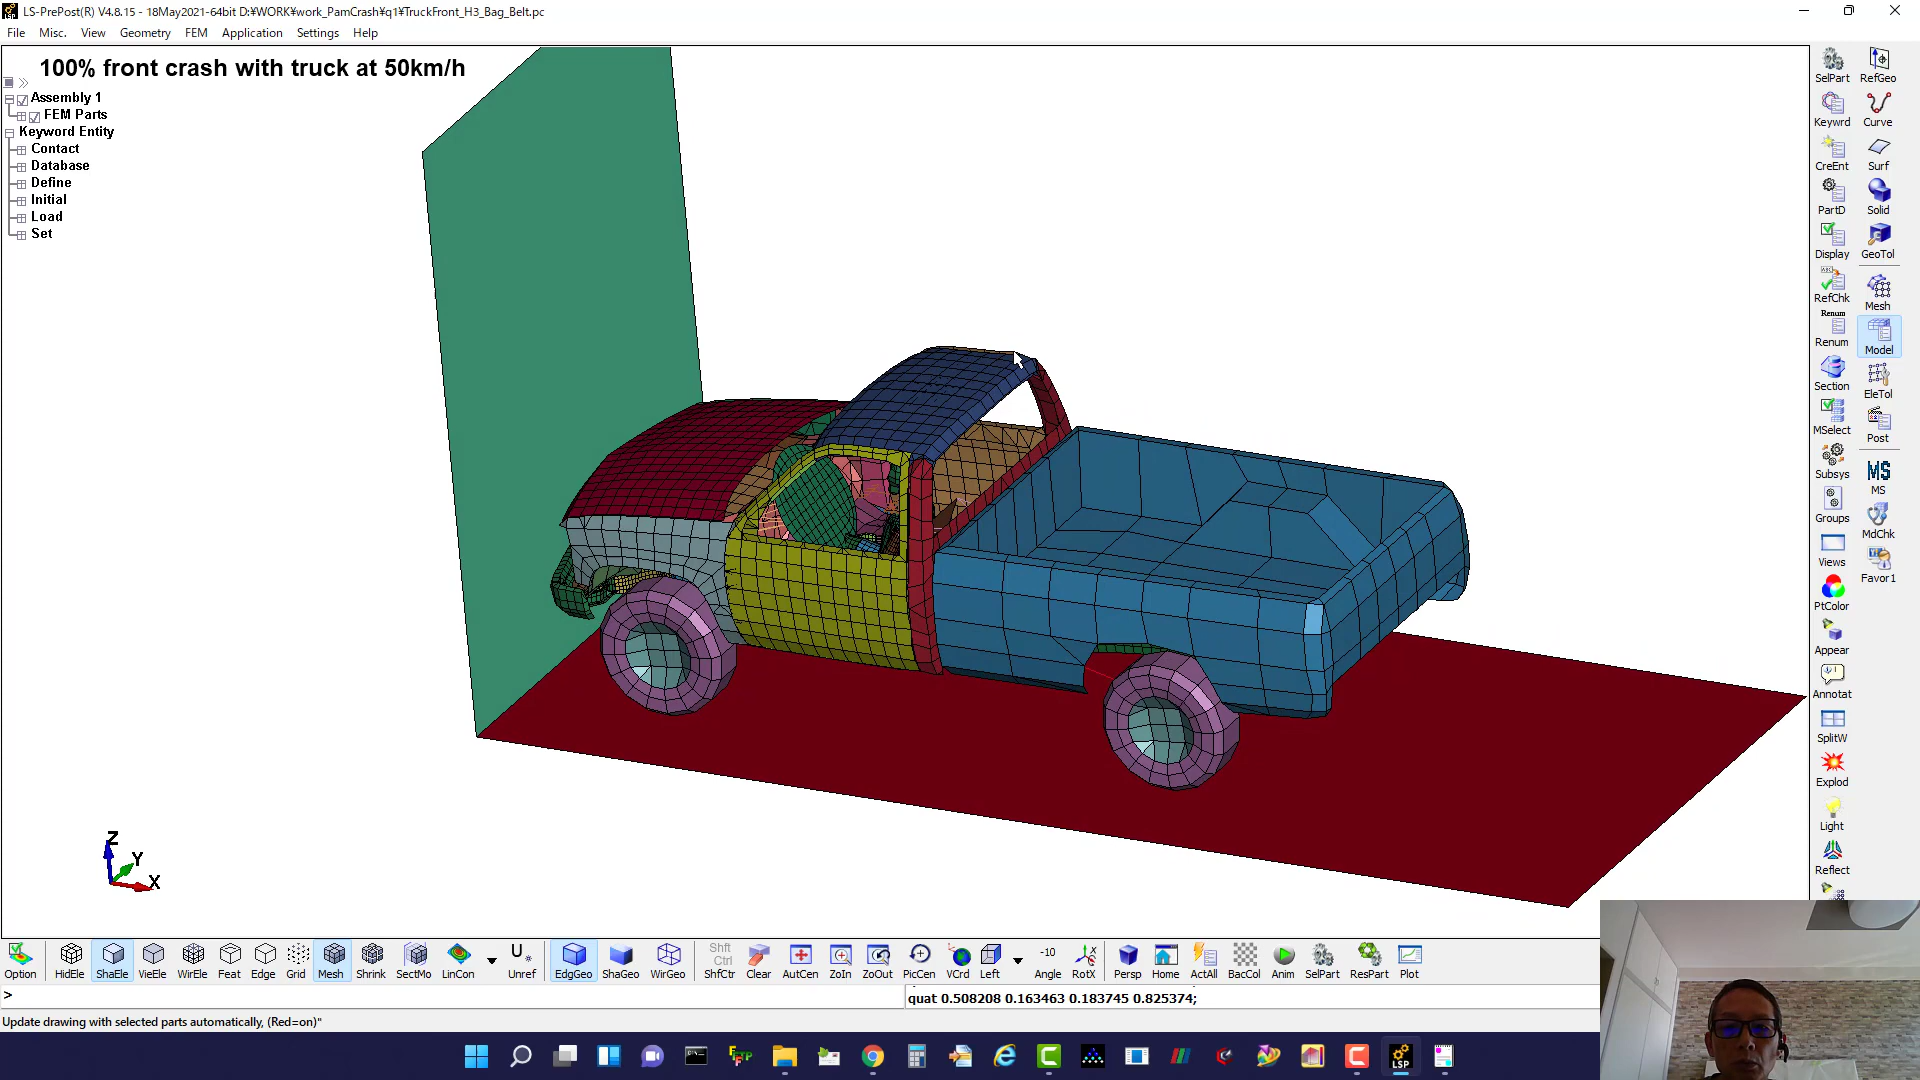 LS-PrePost(R) V4.8.15 - 18May2021-64bit D:¥WORK¥work_PamCrash¥q1¥TruckFront_H3_Bag_Belt.pc
File Misc. View Geometry FEM Application Settings Help
100% front crash with truck at 50km/h
Assembly 1
FEM Parts
Keyword Entity
Contact
Database
Define
Initial
Load
Set
SelPart RefGeo
Keywrd Curve
CreEnt Surf
PartD Solid
Display GeoTol
RefChk Mesh
Renum
Renum Model
Section EleTol
MSelect Post
Subsys MS
MS
Groups MdChk
Views Favor1
PtColor
Appear
Annotat
SplitW
Explod
Light
Reflect
Z
Y
X
Option HidEle ShaEle VieEle WirEle Feat Edge Grid Mesh Shrink SectMo LinCon Unref EdgGeo ShaGeo WirGeo Shft Ctrl ShfCtr Clear AutCen ZoIn ZoOut PicCen VCrd Left -10 Angle RotX Persp Home ActAll BacCol Anim SelPart ResPart Plot
>
quat 0.508208 0.163463 0.183745 0.825374;
Update drawing with selected parts automatically, (Red=on)"
LSP